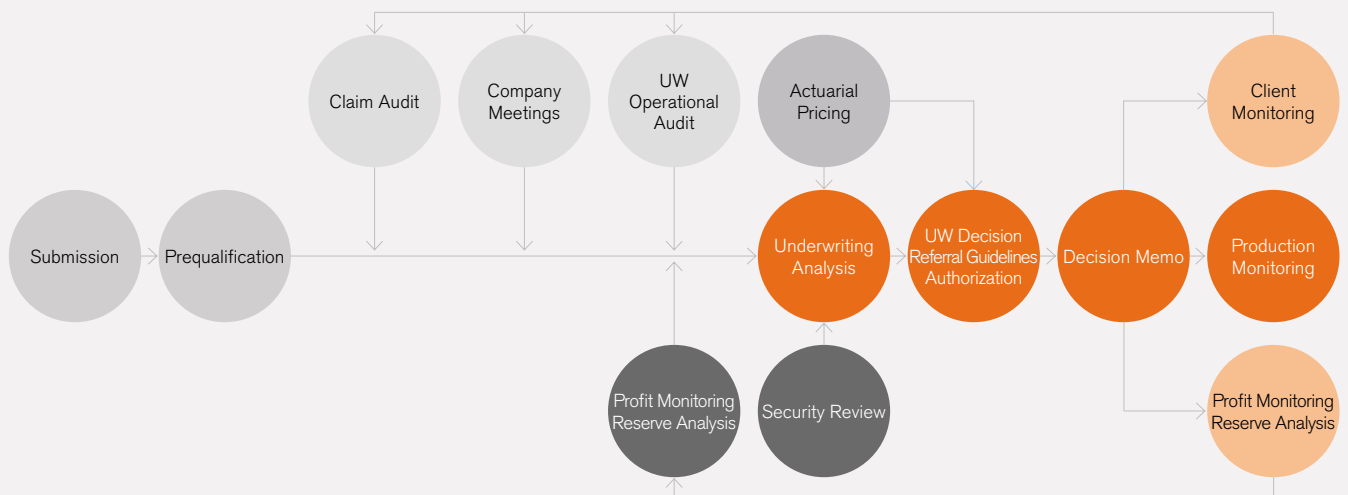 Claim Audit
Company
Meetings
UW
Operational
Audit
Actuarial
Pricing
Client
Monitoring
Submission
Prequalification
Underwriting
Analysis
UW Decision
Referral Guidelines
Authorization
Decision Memo
Production
Monitoring
Profit Monitoring
Reserve Analysis
Security Review
Profit Monitoring
Reserve Analysis